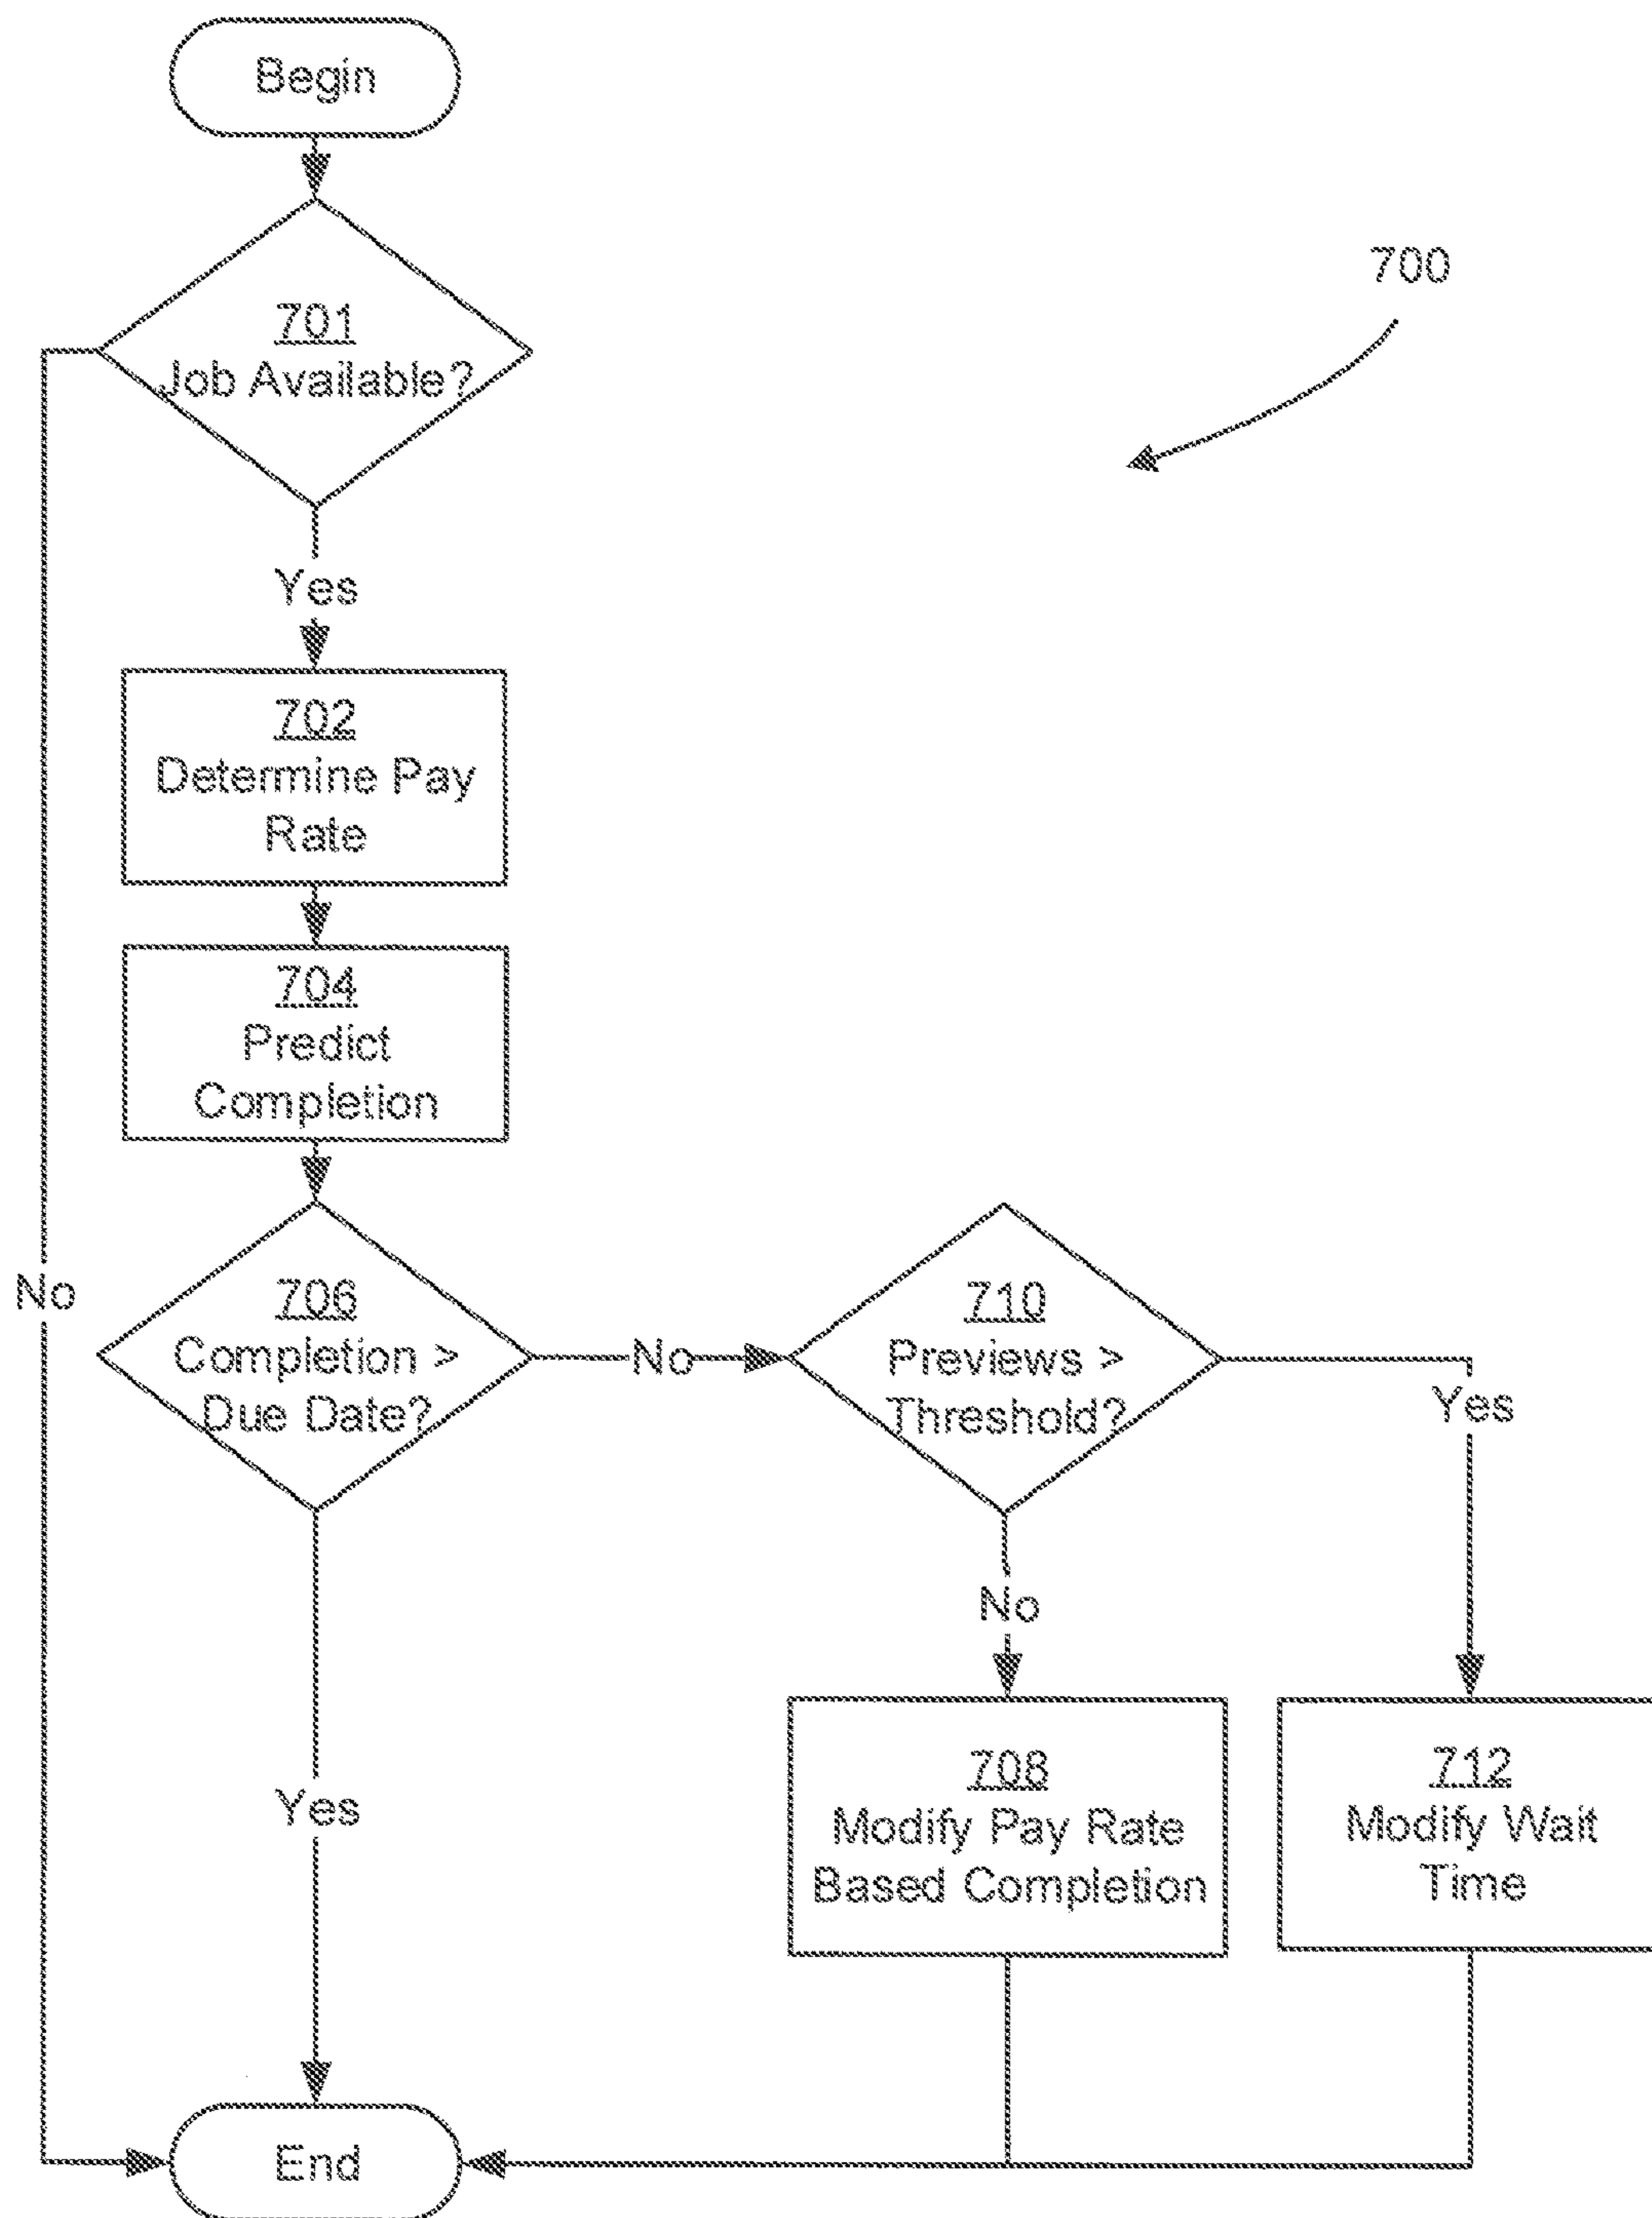 Begin
700
701
Job Available?
Yes
702
Determine Pay
Rate
704
Predict
Completion
No
706
Completion >
Due Date?
No
710
Previews >
Threshold?
Yes
No
708
Modify Pay Rate
Based Completion
712
Modify Wait
Time
Yes
End